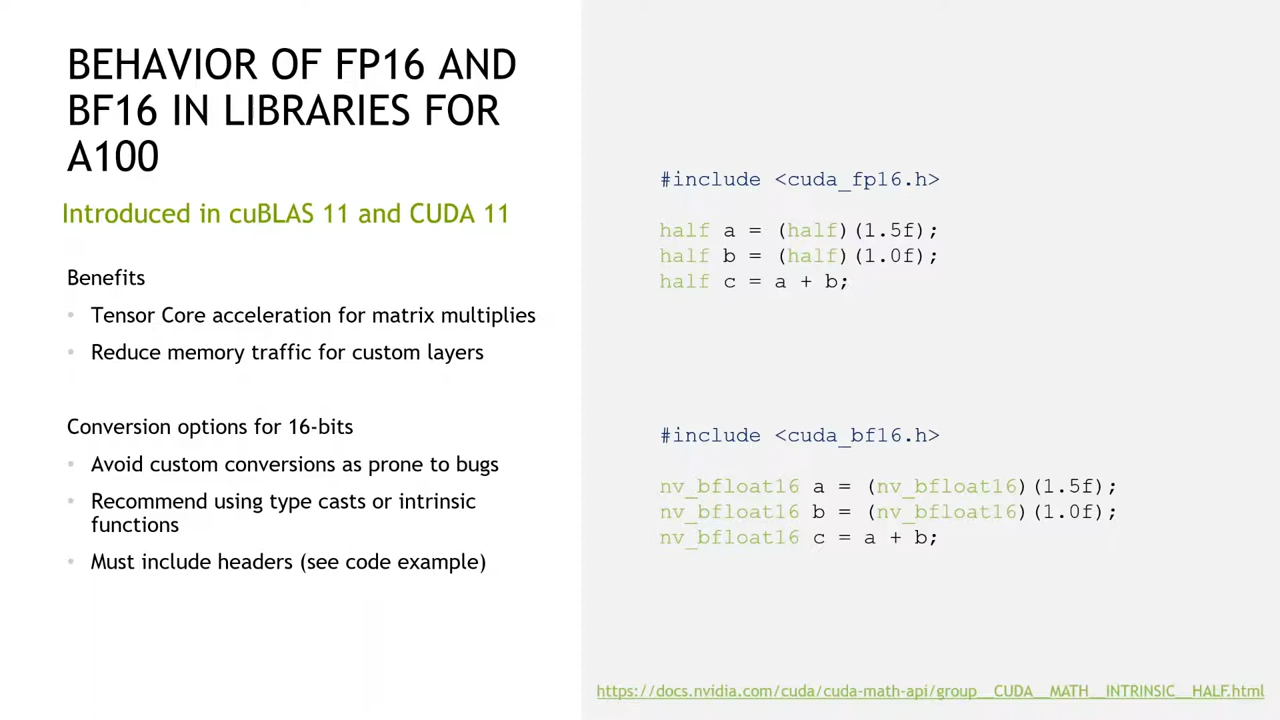 BEHAVIOR OF FP16 AND
BF16 IN LIBRARIES FOR
A100
Introduced in cuBLAS 11 and CUDA 11
Benefits
• Tensor Core acceleration for matrix multiplies
• Reduce memory traffic for custom layers
Conversion options for 16-bits
• Avoid custom conversions as prone to bugs
• Recommend using type casts or intrinsic
functions
• Must include headers (see code example)
#include <cuda_fp16.h>
half a = (half)(1.5f);
half b = (half)(1.0f);
half c = a + b;
#include <cuda_bf16.h>
nv_bfloat16 a = (nv_bfloat16)(1.5f);
nv_bfloat16 b = (nv_bfloat16)(1.0f);
nv_bfloat16 c = a + b;
https://docs.nvidia.com/cuda/cuda-math-api/group__CUDA__MATH__INTRINSIC__HALF.html